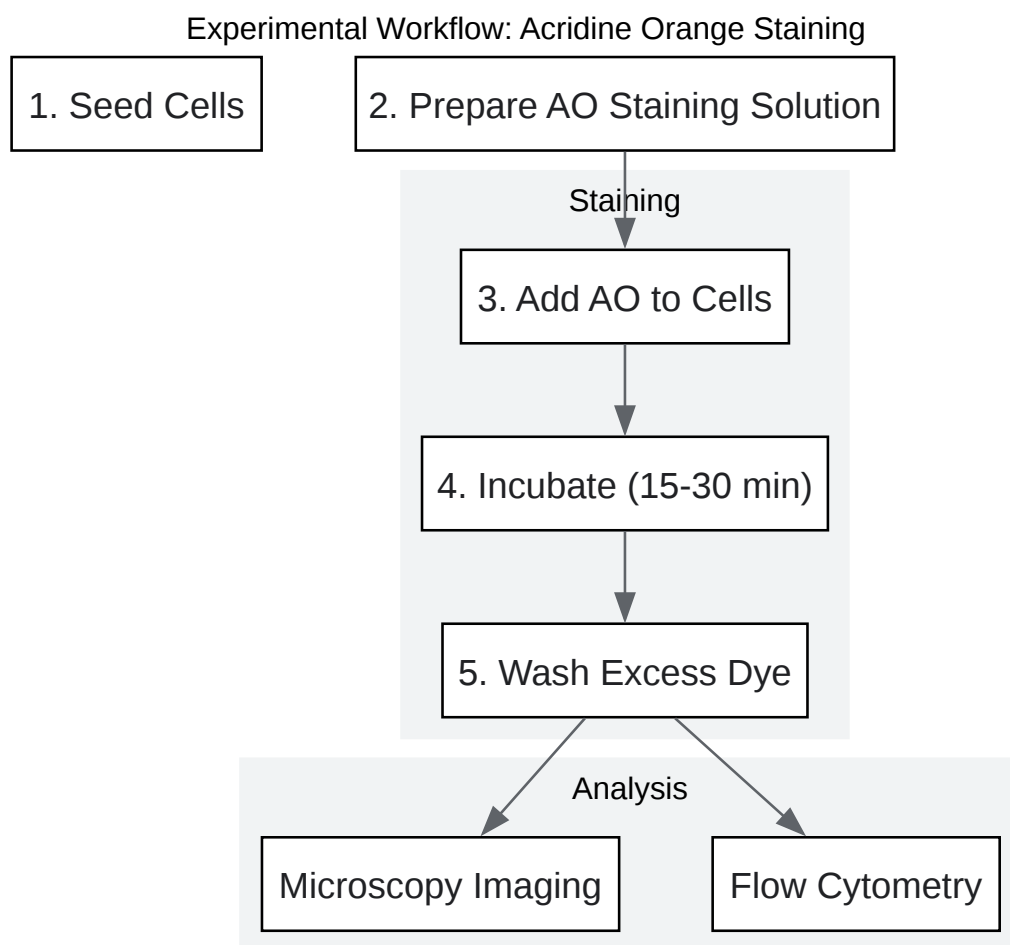 Experimental Workflow: Acridine Orange Staining
1. Seed Cells
2. Prepare AO Staining Solution
Staining
3. Add AO to Cells
4. Incubate (15-30 min)
5. Wash Excess Dye
Analysis
Microscopy Imaging
Flow Cytometry